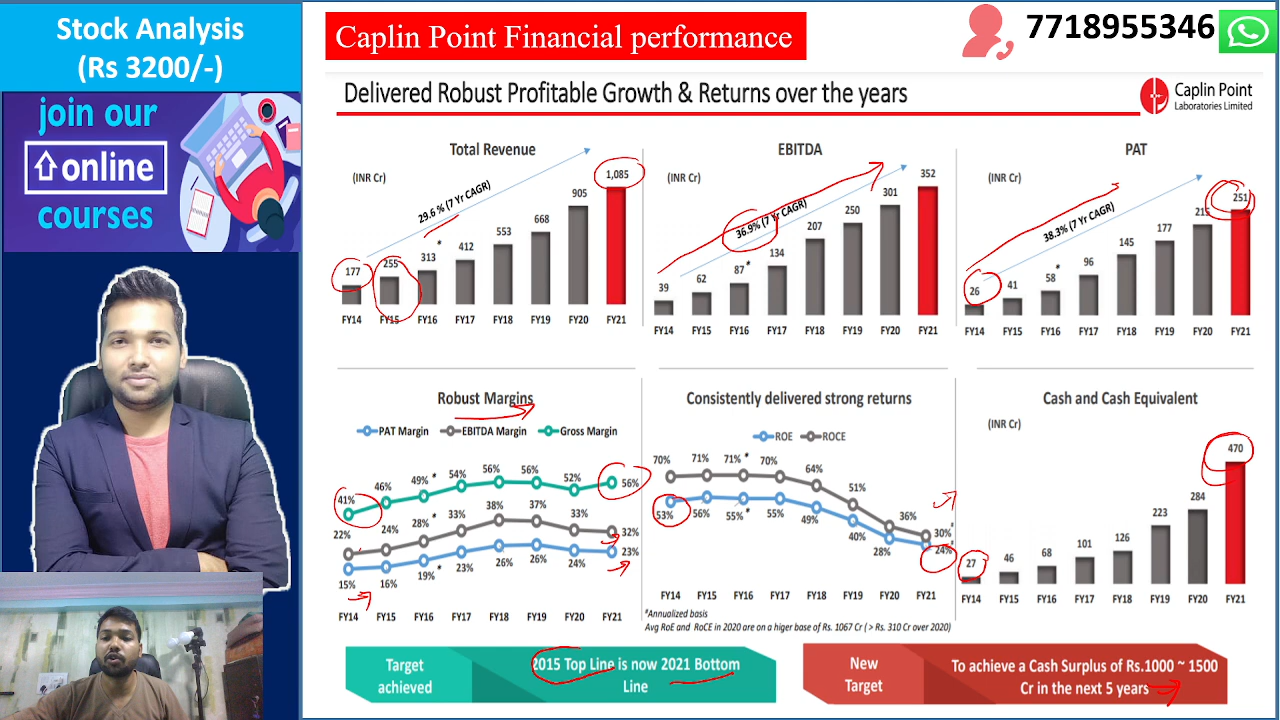 Stock Analysis
(Rs 3200/-)
join our
online
courses
Caplin Point Financial performance
7718955346
Delivered Robust Profitable Growth & Returns over the years
Caplin Point
Laboratories Limited
Total Revenue
(INR Cr)
29.6 % (7 Yr CAGR)
177 255 313 * 412 553 668 905 1,085
FY14 FY15 FY16 FY17 FY18 FY19 FY20 FY21
EBITDA
(INR Cr)
36.9% (7 Yr CAGR)
39 62 87 * 134 207 250 301 352
FY14 FY15 FY16 FY17 FY18 FY19 FY20 FY21
PAT
(INR Cr)
38.3% (7 Yr CAGR)
26 41 58 * 96 145 177 215 251
FY14 FY15 FY16 FY17 FY18 FY19 FY20 FY21
Robust Margins
PAT Margin EBITDA Margin Gross Margin
41% 46% 49% * 54% 56% 56% 52% 56%
22% 24% 28% * 33% 38% 37% 33% 32%
15% 16% 19% * 23% 26% 26% 24% 23%
FY14 FY15 FY16 FY17 FY18 FY19 FY20 FY21
Consistently delivered strong returns
ROE ROCE
70% 71% 71% * 70% 64% 51% 36% 30% *
53% 56% 55% * 55% 49% 40% 28% 24% *
FY14 FY15 FY16 FY17 FY18 FY19 FY20 FY21
*Annualized basis
Avg RoE and RoCE in 2020 are on a higer base of Rs. 1067 Cr ( > Rs. 310 Cr over 2020)
Cash and Cash Equivalent
(INR Cr)
27 46 68 101 126 223 284 470
FY14 FY15 FY16 FY17 FY18 FY19 FY20 FY21
Target
achieved
2015 Top Line is now 2021 Bottom
Line
New
Target
To achieve a Cash Surplus of Rs.1000 ~ 1500
Cr in the next 5 years